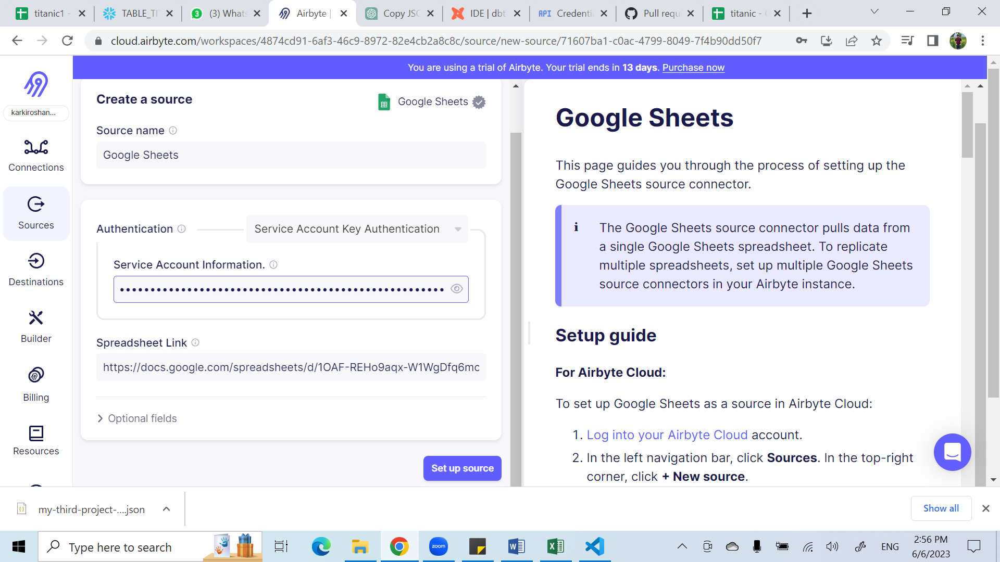 titanic1 -
TABLE_TI
(3) Whats
Airbyte |
Copy JSO
IDE | dbt
API
Credentia
Pull requ
titanic - G
cloud.airbyte.com/workspaces/4874cd91-6af3-46c9-8972-82e4cb2a8c8c/source/new-source/71607ba1-c0ac-4799-8049-7f4b90dd50f7
You are using a trial of Airbyte. Your trial ends in 13 days. Purchase now
karkiroshan...
Connections
Sources
Destinations
Builder
Billing
Resources
Create a source
Google Sheets
Source name
Google Sheets
Authentication
Service Account Key Authentication
Service Account Information.
Spreadsheet Link
https://docs.google.com/spreadsheets/d/1OAF-REHo9aqx-W1WgDfq6mc
Optional fields
Set up source
Google Sheets
This page guides you through the process of setting up the
Google Sheets source connector.
The Google Sheets source connector pulls data from
a single Google Sheets spreadsheet. To replicate
multiple spreadsheets, set up multiple Google Sheets
source connectors in your Airbyte instance.
Setup guide
For Airbyte Cloud:
To set up Google Sheets as a source in Airbyte Cloud:
1. Log into your Airbyte Cloud account.
2. In the left navigation bar, click Sources. In the top-right
corner, click + New source.
my-third-project-....json
Show all
Type here to search
zoom
ENG
2:56 PM
6/6/2023